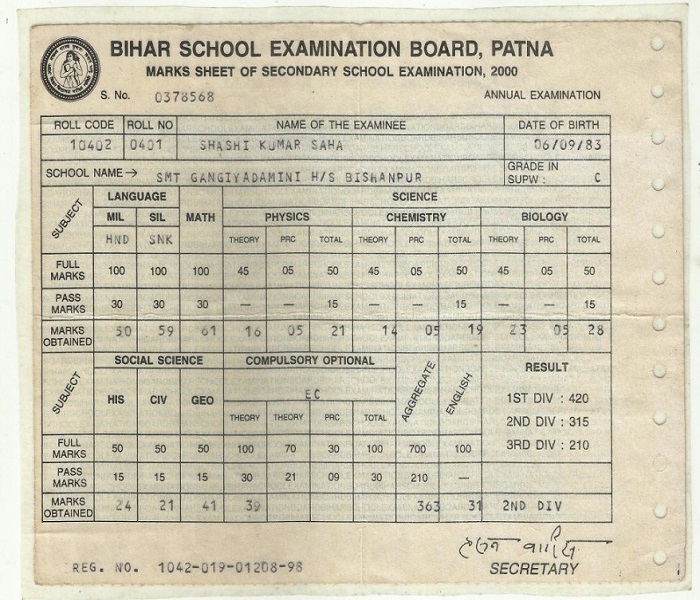 BIHAR SCHOOL EXAMINATION BOARD, PATNA
MARKS SHEET OF SECONDARY SCHOOL EXAMINATION, 2000
S. No. 0378568 ANNUAL EXAMINATION
ROLL CODE ROLL NO NAME OF THE EXAMINEE DATE OF BIRTH
10402 0401 SHASHI KUMAR SAHA 06/09/83
SCHOOL NAME → SMT GANGIYADAMINI H/S BISHANPUR GRADE IN SUPW : C
SUBJECT LANGUAGE MATH SCIENCE
MIL SIL PHYSICS CHEMISTRY BIOLOGY
HND SNK THEORY PRC TOTAL THEORY PRC TOTAL THEORY PRC TOTAL
FULL MARKS 100 100 100 45 05 50 45 05 50 45 05 50
PASS MARKS 30 30 30 — — 15 — — 15 — — 15
MARKS OBTAINED 50 59 61 16 05 21 14 05 19 23 05 28
SUBJECT SOCIAL SCIENCE COMPULSORY OPTIONAL AGGREGATE ENGLISH RESULT
HIS CIV GEO EC 1ST DIV : 420
THEORY THEORY PRC TOTAL 2ND DIV : 315
FULL MARKS 50 50 50 100 70 30 100 700 100 3RD DIV : 210
PASS MARKS 15 15 15 30 21 09 30 210 —
MARKS OBTAINED 24 21 41 39 363 31 2ND DIV
REG. NO. 1042-019-01208-98 SECRETARY